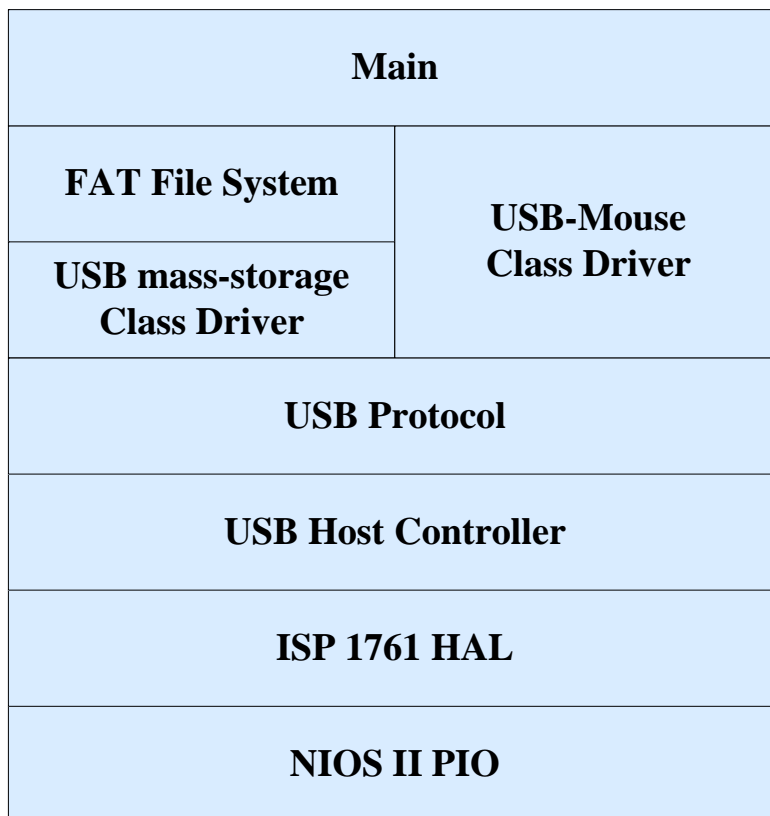 Main
FAT File System
USB mass-storage
Class Driver
USB-Mouse
Class Driver
USB Protocol
USB Host Controller
ISP 1761 HAL
NIOS II PIO